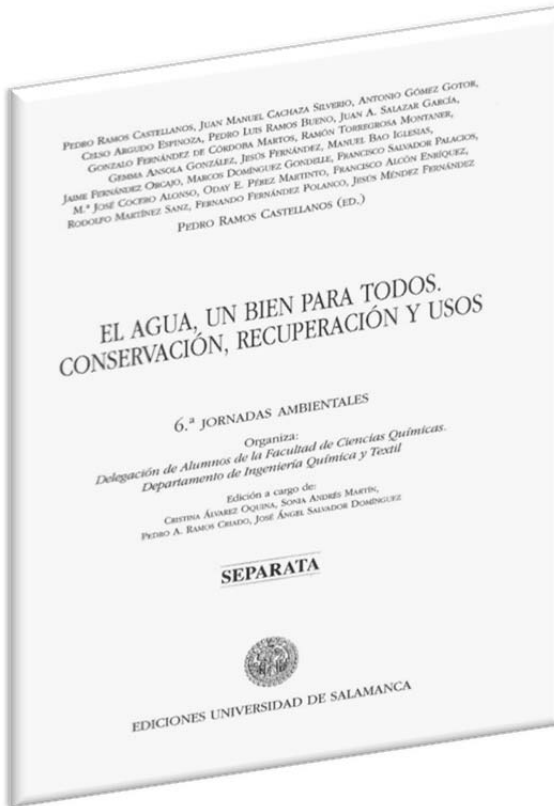 PEDRO RAMOS CASTELLANOS, JUAN MANUEL CACHAZA SILVERIO, ANTONIO GÓMEZ GOTOR,
CELSO ARGUDO ESPINOZA, PEDRO LUIS RAMOS BUENO, JUAN A. SALAZAR GARCÍA,
GONZALO FERNÁNDEZ DE CÓRDOBA MARTOS, RAMÓN TORREGROSA MONTANER,
GEMMA ANSOLA GONZÁLEZ, JESÚS FERNÁNDEZ, MANUEL BAO IGLESIAS,
JAIME FERNÁNDEZ ORCAJO, MARCOS DOMÍNGUEZ GONDELLE, FRANCISCO SALVADOR PALACIOS,
M.ª JOSÉ COCERO ALONSO, ODAY E. PÉREZ MARTINTO, FRANCISCO ALCÓN ENRÍQUEZ,
RODOLFO MARTÍNEZ SANZ, FERNANDO FERNÁNDEZ POLANCO, JESÚS MÉNDEZ FERNÁNDEZ
PEDRO RAMOS CASTELLANOS (ED.)
EL AGUA, UN BIEN PARA TODOS.
CONSERVACIÓN, RECUPERACIÓN Y USOS
6.ª JORNADAS AMBIENTALES
Organiza:
Delegación de Alumnos de la Facultad de Ciencias Químicas.
Departamento de Ingeniería Química y Textil
Edición a cargo de:
CRISTINA ÁLVAREZ OQUINA, SONIA ANDRÉS MARTÍN,
PEDRO A. RAMOS CRIADO, JOSÉ ÁNGEL SALVADOR DOMÍNGUEZ
SEPARATA
EDICIONES UNIVERSIDAD DE SALAMANCA